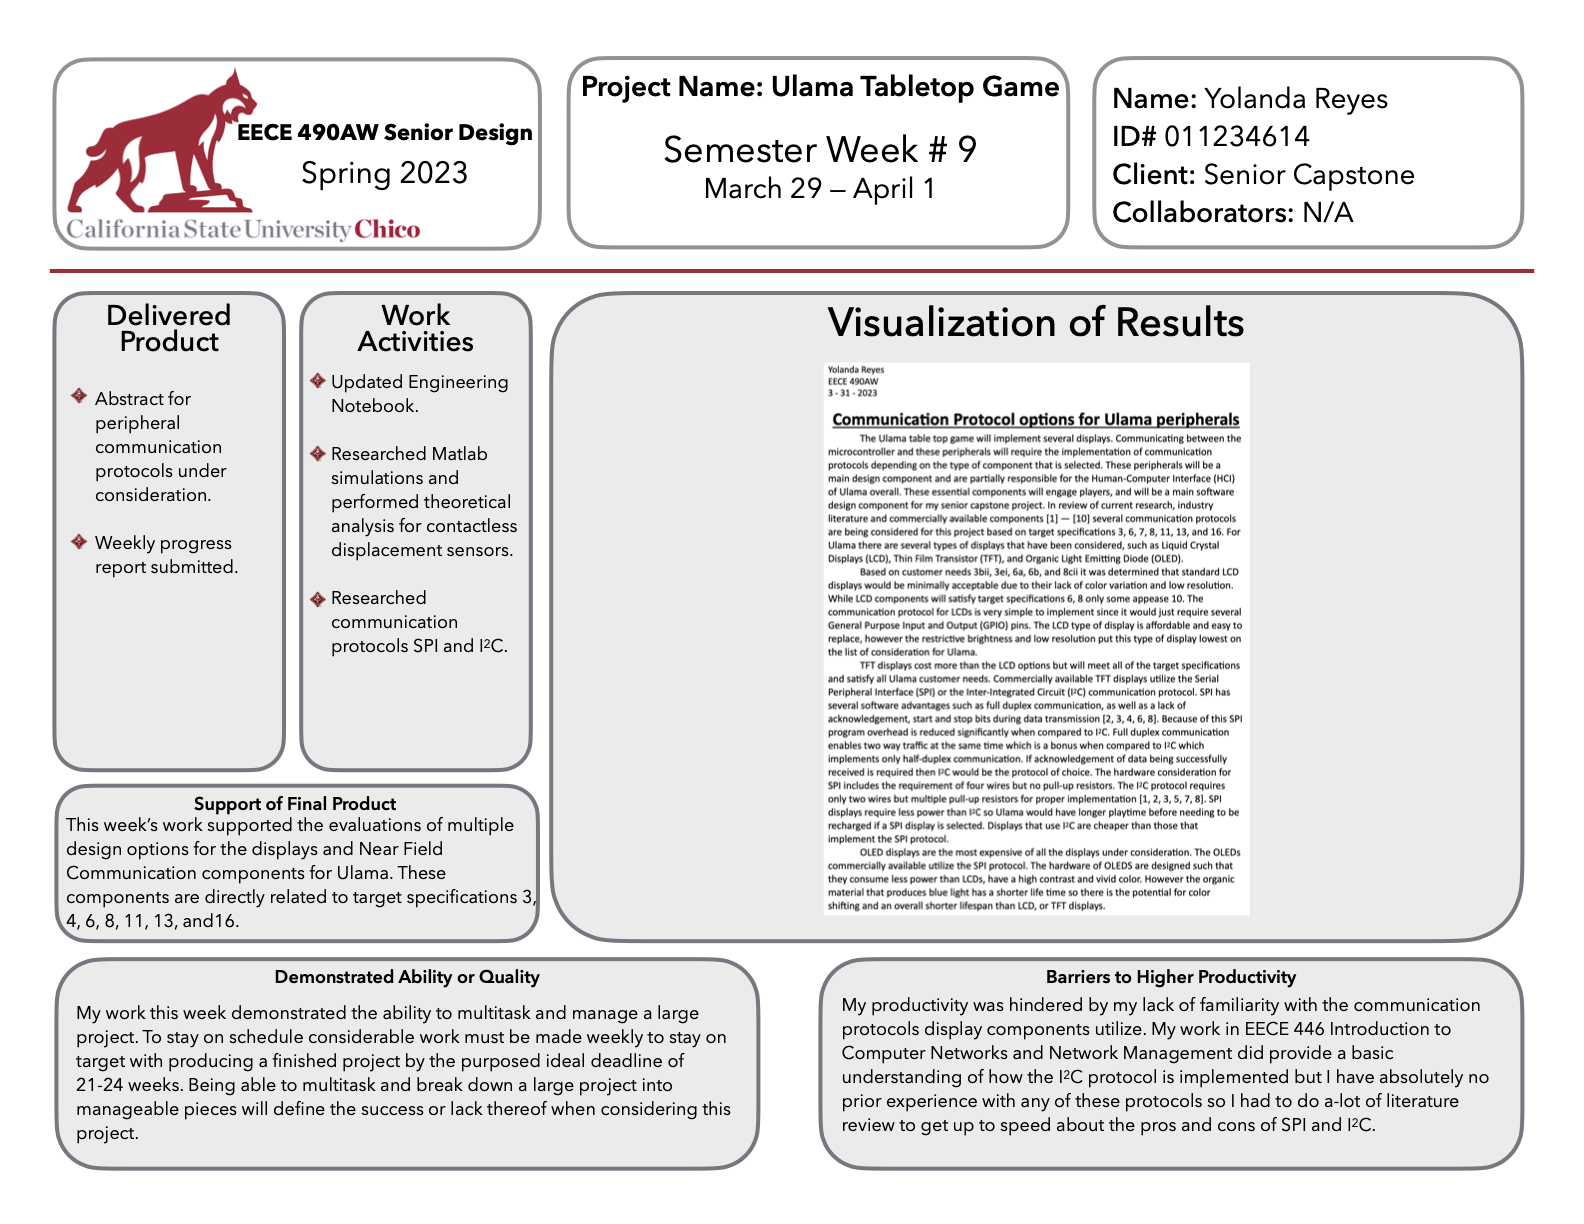 EECE 490AW Senior Design
Spring 2023
California State University Chico
Project Name: Ulama Tabletop Game
Semester Week # 9
March 29 – April 1
Name: Yolanda Reyes
ID# 011234614
Client: Senior Capstone
Collaborators: N/A
Delivered
Product
Abstract for
peripheral
communication
protocols under
consideration.
Weekly progress
report submitted.
Work
Activities
Updated Engineering
Notebook.
Researched Matlab
simulations and
performed theoretical
analysis for contactless
displacement sensors.
Researched
communication
protocols SPI and I²C.
Visualization of Results
Yolanda Reyes
EECE 490AW
3 - 31 - 2023
Communication Protocol options for Ulama peripherals
The Ulama table top game will implement several displays. Communicating between the
microcontroller and these peripherals will require the implementation of communication
protocols depending on the type of component that is selected. These peripherals will be a
main design component and are partially responsible for the Human-Computer Interface (HCI)
of Ulama overall. These essential components will engage players, and will be a main software
design component for my senior capstone project. In review of current research, industry
literature and commercially available components [1] — [10] several communication protocols
are being considered for this project based on target specifications 3, 6, 7, 8, 11, 13, and 16. For
Ulama there are several types of displays that have been considered, such as Liquid Crystal
Displays (LCD), Thin Film Transistor (TFT), and Organic Light Emitting Diode (OLED).
Based on customer needs 3bii, 3ei, 6a, 6b, and 8cii it was determined that standard LCD
displays would be minimally acceptable due to their lack of color variation and low resolution.
While LCD components will satisfy target specifications 6, 8 only some appease 10. The
communication protocol for LCDs is very simple to implement since it would just require several
General Purpose Input and Output (GPIO) pins. The LCD type of display is affordable and easy to
replace, however the restrictive brightness and low resolution put this type of display lowest on
the list of consideration for Ulama.
TFT displays cost more than the LCD options but will meet all of the target specifications
and satisfy all Ulama customer needs. Commercially available TFT displays utilize the Serial
Peripheral Interface (SPI) or the Inter-Integrated Circuit (I²C) communication protocol. SPI has
several software advantages such as full duplex communication, as well as a lack of
acknowledgement, start and stop bits during data transmission [2, 3, 4, 6, 8]. Because of this SPI
program overhead is reduced significantly when compared to I²C. Full duplex communication
enables two way traffic at the same time which is a bonus when compared to I²C which
implements only half-duplex communication. If acknowledgement of data being successfully
received is required then I²C would be the protocol of choice. The hardware consideration for
SPI includes the requirement of four wires but no pull-up resistors. The I²C protocol requires
only two wires but multiple pull-up resistors for proper implementation [1, 2, 3, 5, 7, 8]. SPI
displays require less power than I²C so Ulama would have longer playtime before needing to be
recharged if a SPI display is selected. Displays that use I²C are cheaper than those that
implement the SPI protocol.
OLED displays are the most expensive of all the displays under consideration. The OLEDs
commercially available utilize the SPI protocol. The hardware of OLEDS are designed such that
they consume less power than LCDs, have a high contrast and vivid color. However the organic
material that produces blue light has a shorter life time so there is the potential for color
shifting and an overall shorter lifespan than LCD, or TFT displays.
Support of Final Product
This week's work supported the evaluations of multiple
design options for the displays and Near Field
Communication components for Ulama. These
components are directly related to target specifications 3,
4, 6, 8, 11, 13, and16.
Demonstrated Ability or Quality
My work this week demonstrated the ability to multitask and manage a large
project. To stay on schedule considerable work must be made weekly to stay on
target with producing a finished project by the purposed ideal deadline of
21-24 weeks. Being able to multitask and break down a large project into
manageable pieces will define the success or lack thereof when considering this
project.
Barriers to Higher Productivity
My productivity was hindered by my lack of familiarity with the communication
protocols display components utilize. My work in EECE 446 Introduction to
Computer Networks and Network Management did provide a basic
understanding of how the I²C protocol is implemented but I have absolutely no
prior experience with any of these protocols so I had to do a-lot of literature
review to get up to speed about the pros and cons of SPI and I²C.